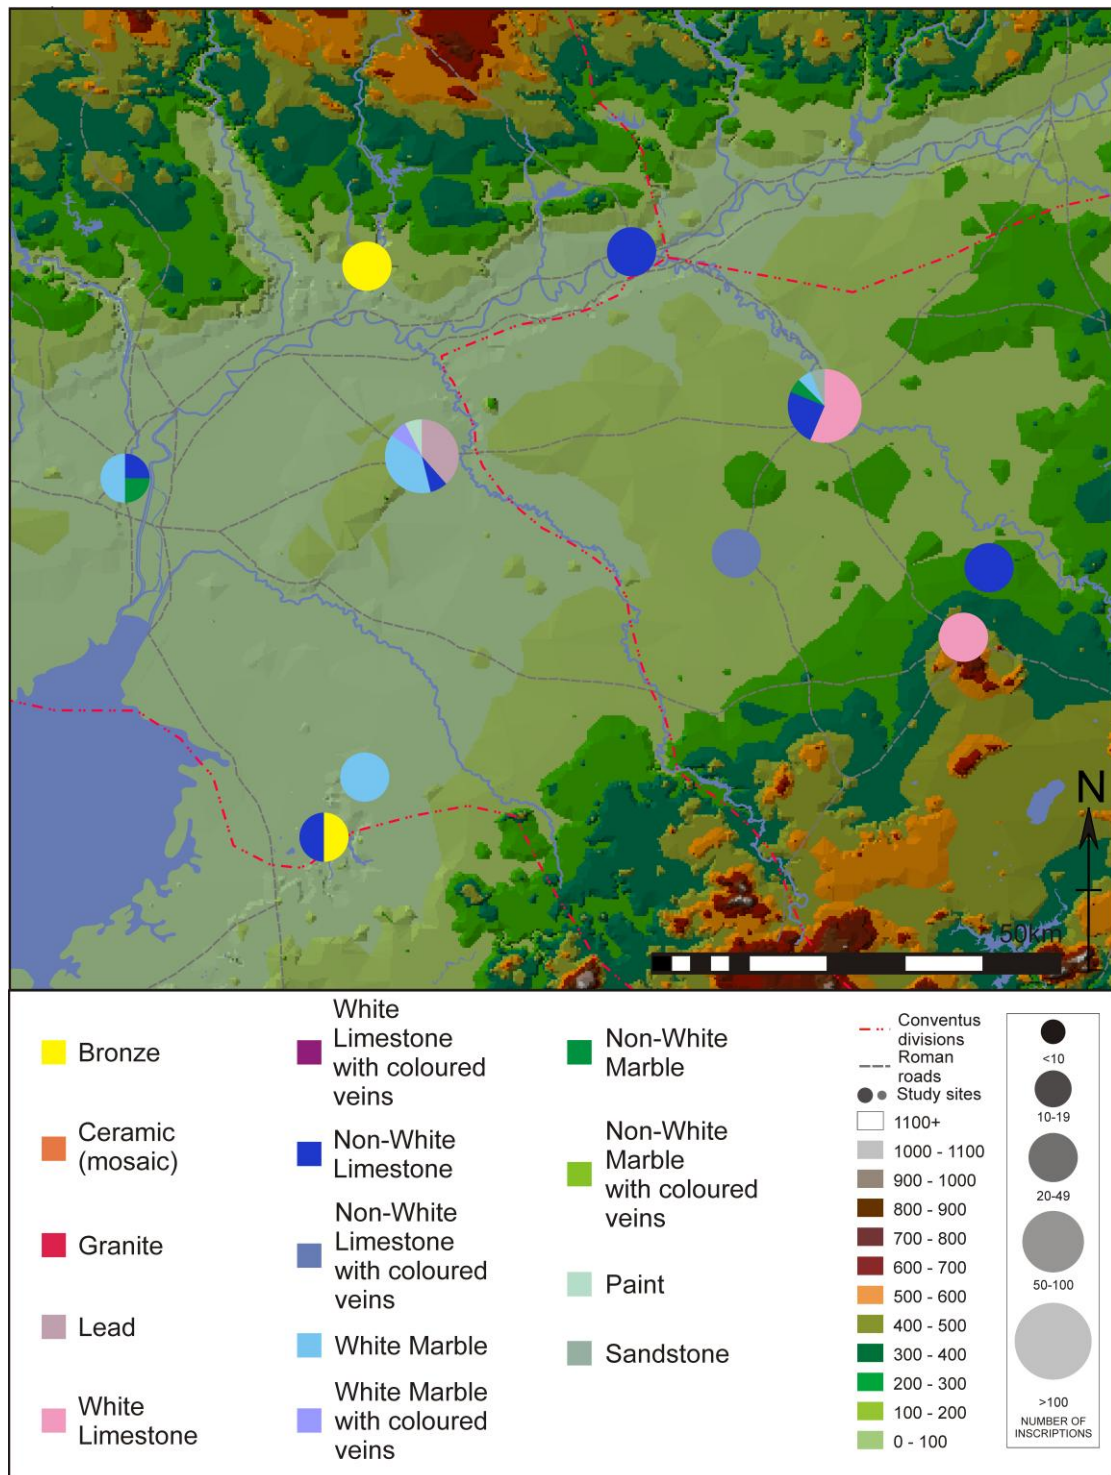 N
50km
Bronze
Ceramic
(mosaic)
Granite
Lead
White
Limestone
White
Limestone
with coloured
veins
Non-White
Limestone
Non-White
Limestone
with coloured
veins
White Marble
White Marble
with coloured
veins
Non-White
Marble
Non-White
Marble
with coloured
veins
Paint
Sandstone
Conventus
divisions
Roman
roads
Study sites
1100+
1000 - 1100
900 - 1000
800 - 900
700 - 800
600 - 700
500 - 600
400 - 500
300 - 400
200 - 300
100 - 200
0 - 100
<10
10-19
20-49
50-100
>100
NUMBER OF
INSCRIPTIONS